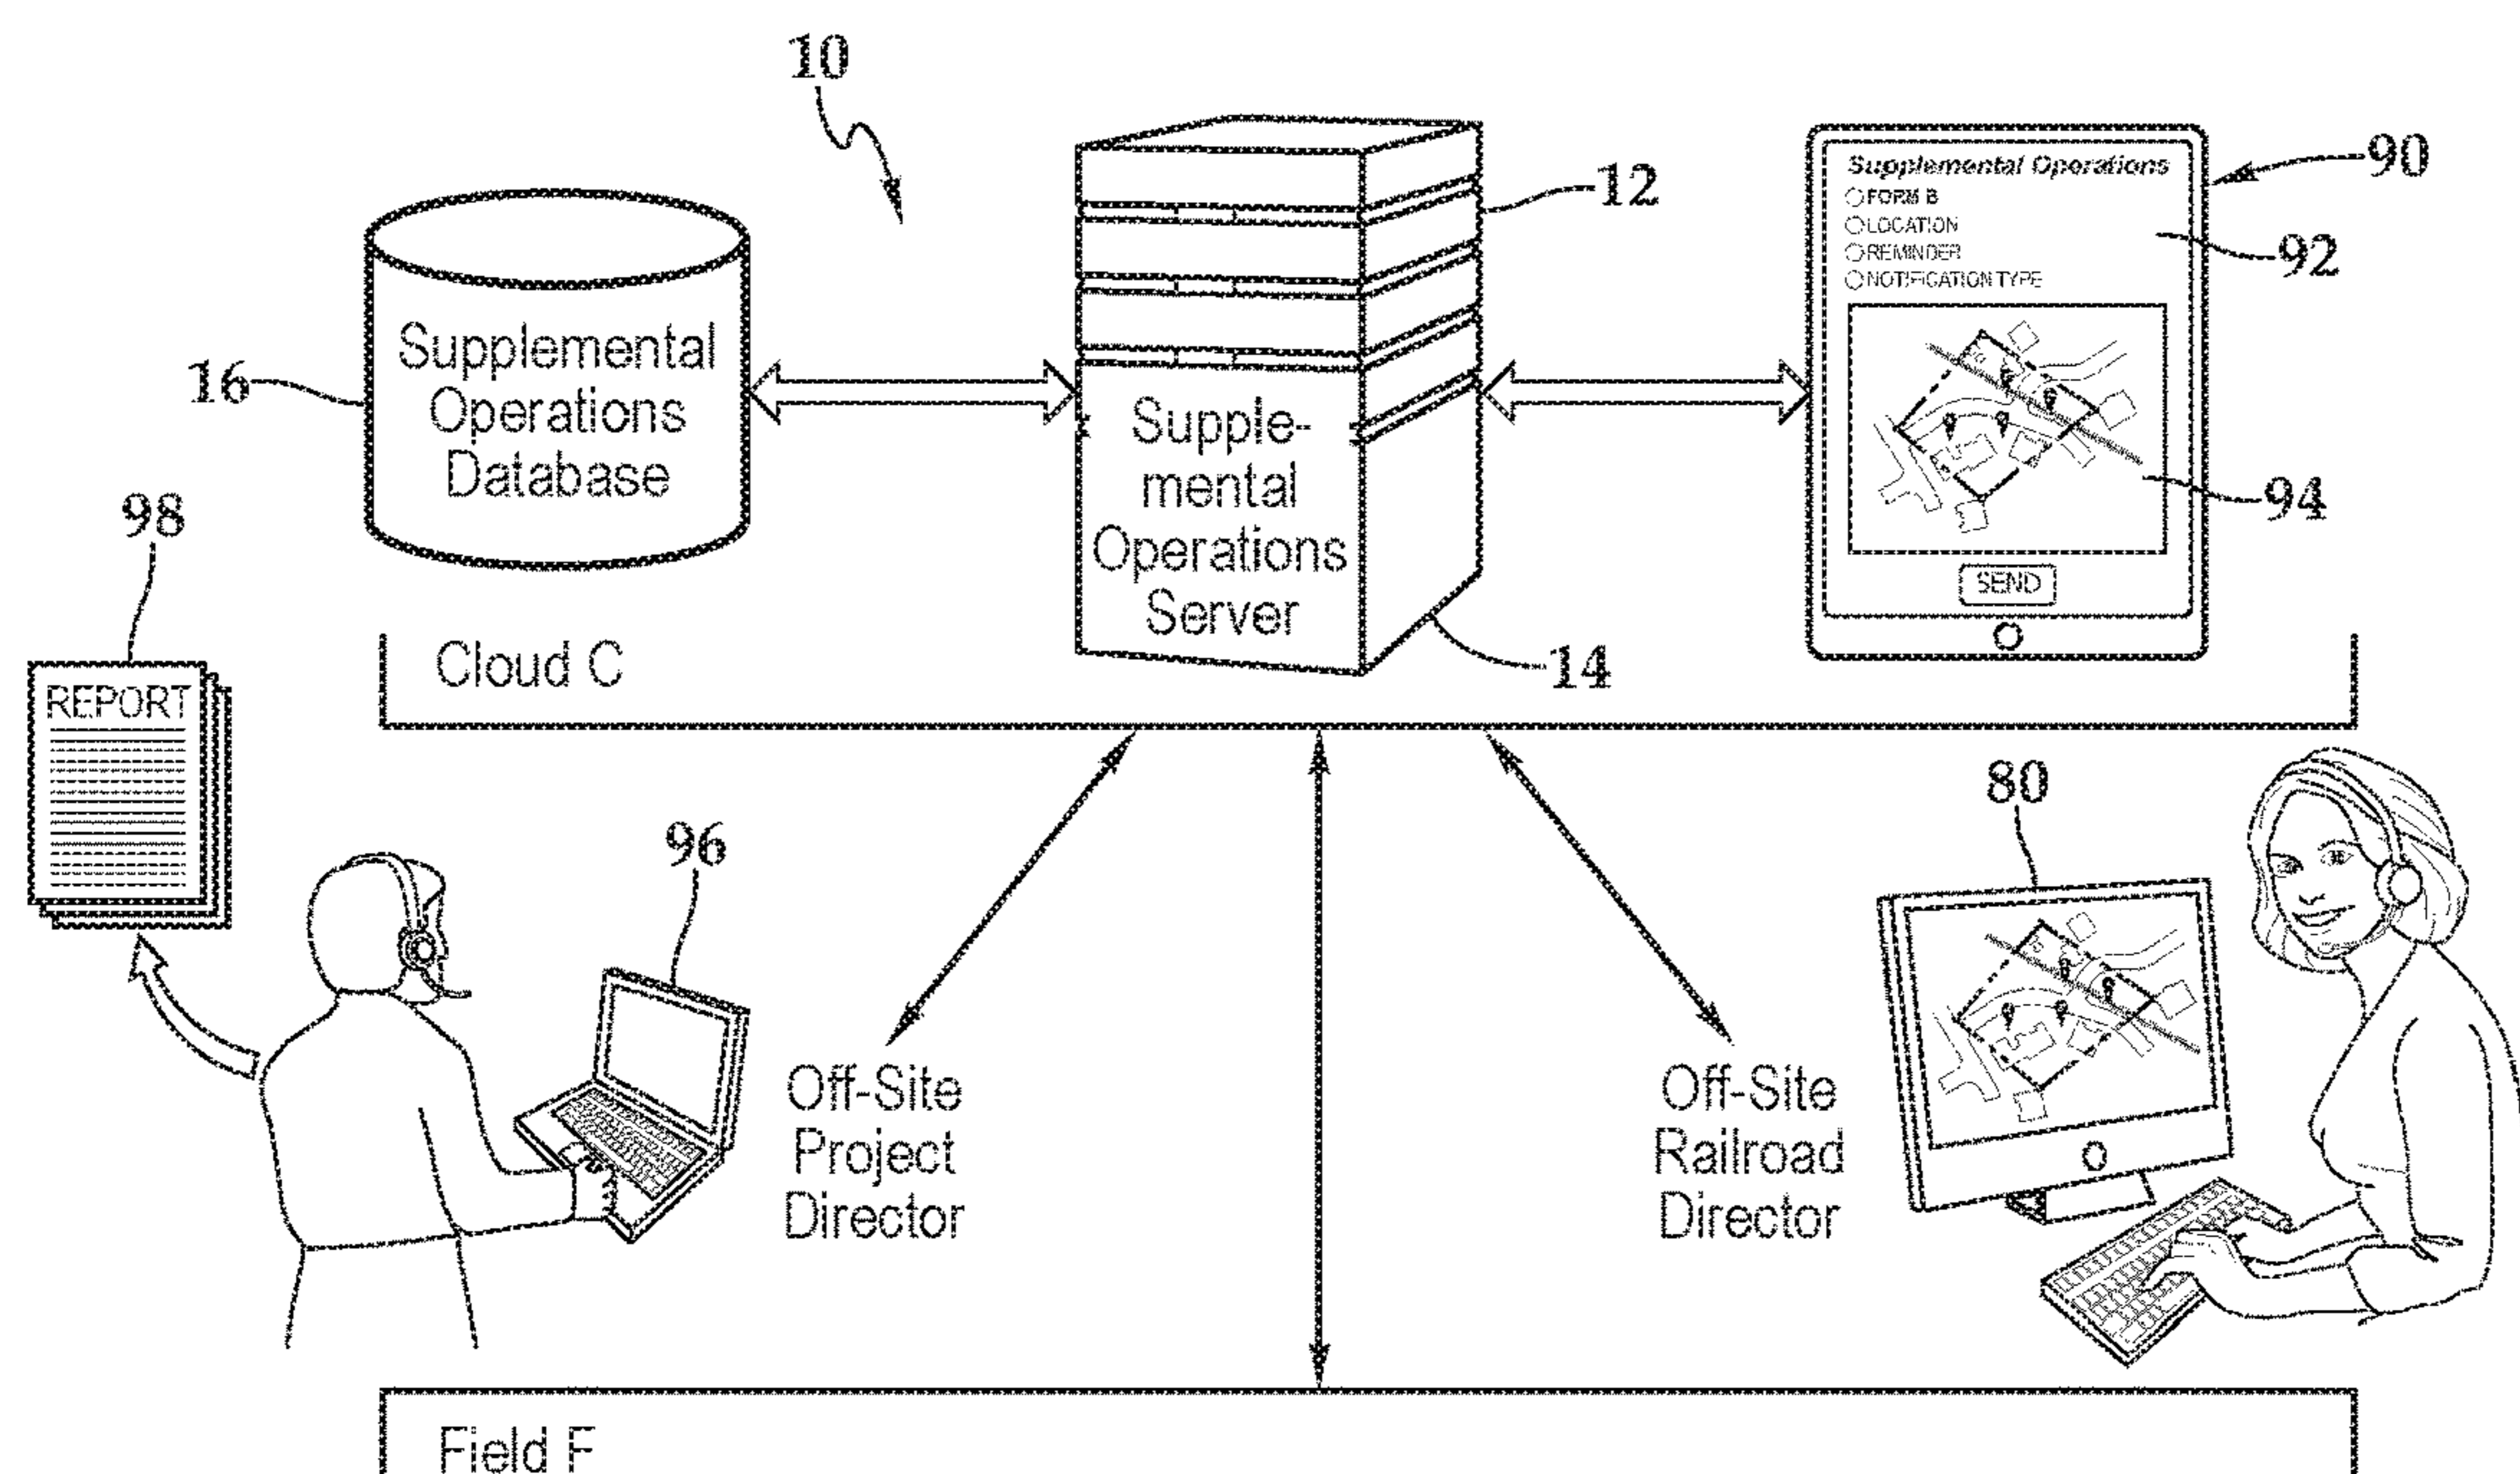 10
12
90
Supplemental Operations
FORM B
LOCATION
REMINDER
NOTIFICATION TYPE
92
16
Supplemental
Operations
Database
Supple-
mental
Operations
Server
94
SEND
98
Cloud C
14
REPORT
96
80
Off-Site
Project
Director
Off-Site
Railroad
Director
Field F